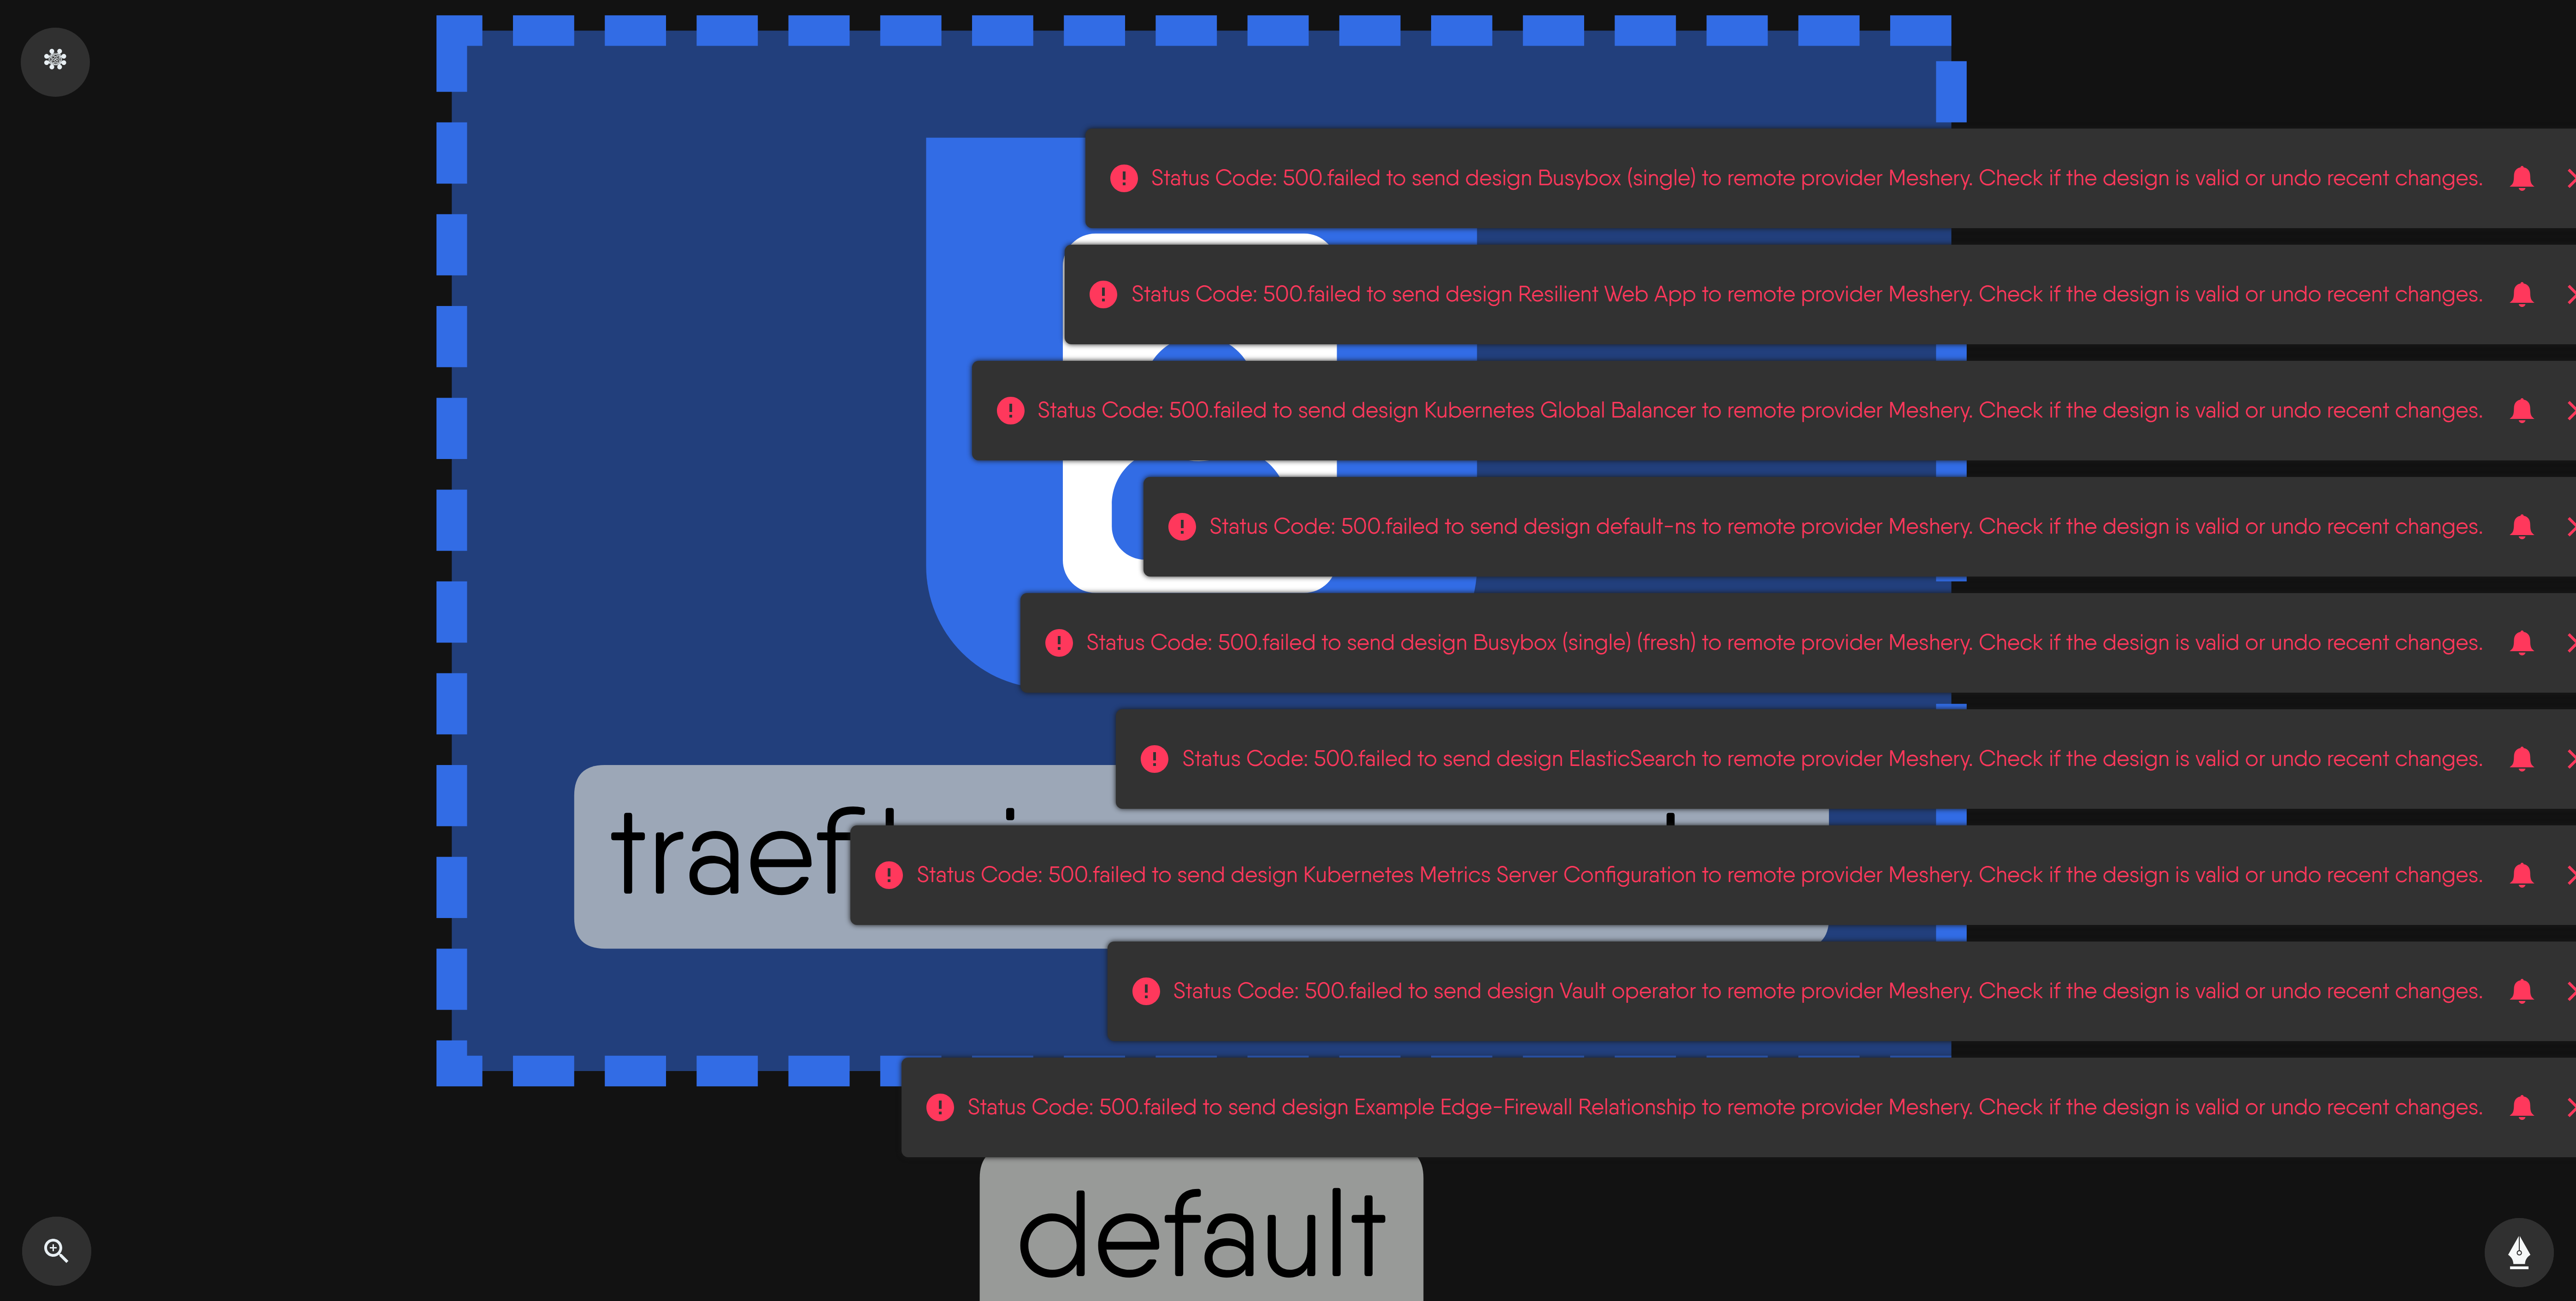 Status Code: 500.failed to send design Busybox (single) to remote provider Meshery. Check if the design is valid or undo recent changes.
Status Code: 500.failed to send design Resilient Web App to remote provider Meshery. Check if the design is valid or undo recent changes.
Status Code: 500.failed to send design Kubernetes Global Balancer to remote provider Meshery. Check if the design is valid or undo recent changes.
Status Code: 500.failed to send design default-ns to remote provider Meshery. Check if the design is valid or undo recent changes.
Status Code: 500.failed to send design Busybox (single) (fresh) to remote provider Meshery. Check if the design is valid or undo recent changes.
Status Code: 500.failed to send design ElasticSearch to remote provider Meshery. Check if the design is valid or undo recent changes.
Status Code: 500.failed to send design Kubernetes Metrics Server Configuration to remote provider Meshery. Check if the design is valid or undo recent changes.
Status Code: 500.failed to send design Vault operator to remote provider Meshery. Check if the design is valid or undo recent changes.
Status Code: 500.failed to send design Example Edge-Firewall Relationship to remote provider Meshery. Check if the design is valid or undo recent changes.
default